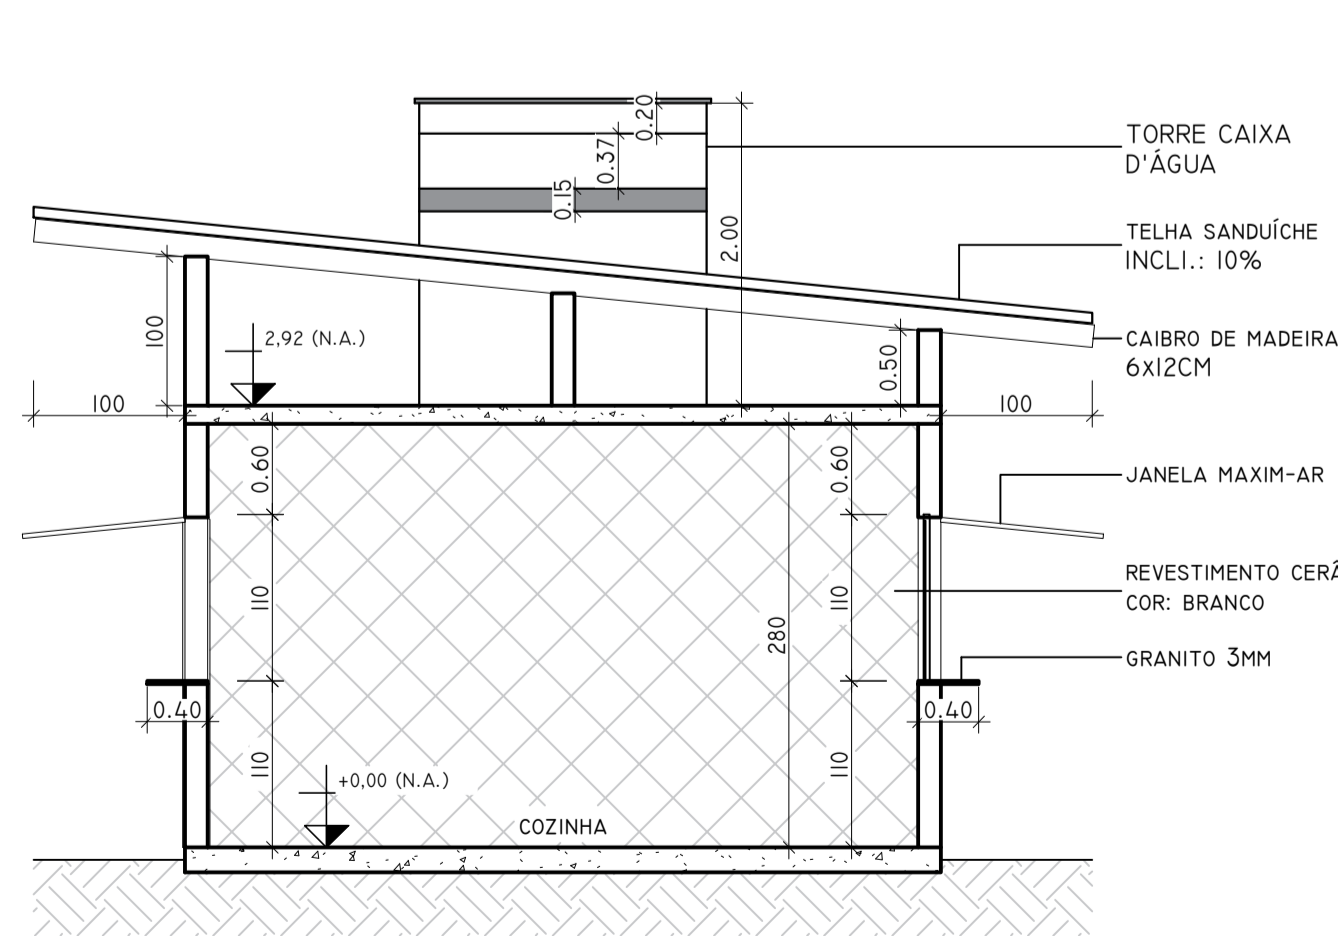 0.20
TORRE CAIXA
D'ÁGUA
0.37
0.15
2.00
TELHA SANDUÍCHE
INCLI.: 10%
100
2,92 (N.A.)
0.50
CAIBRO DE MADEIRA
6x12CM
100
100
0.60
0.60
JANELA MAXIM-AR
REVESTIMENTO CERÂ
COR: BRANCO
110
110
280
GRANITO 3MM
0.40
0.40
110
110
+0,00 (N.A.)
COZINHA